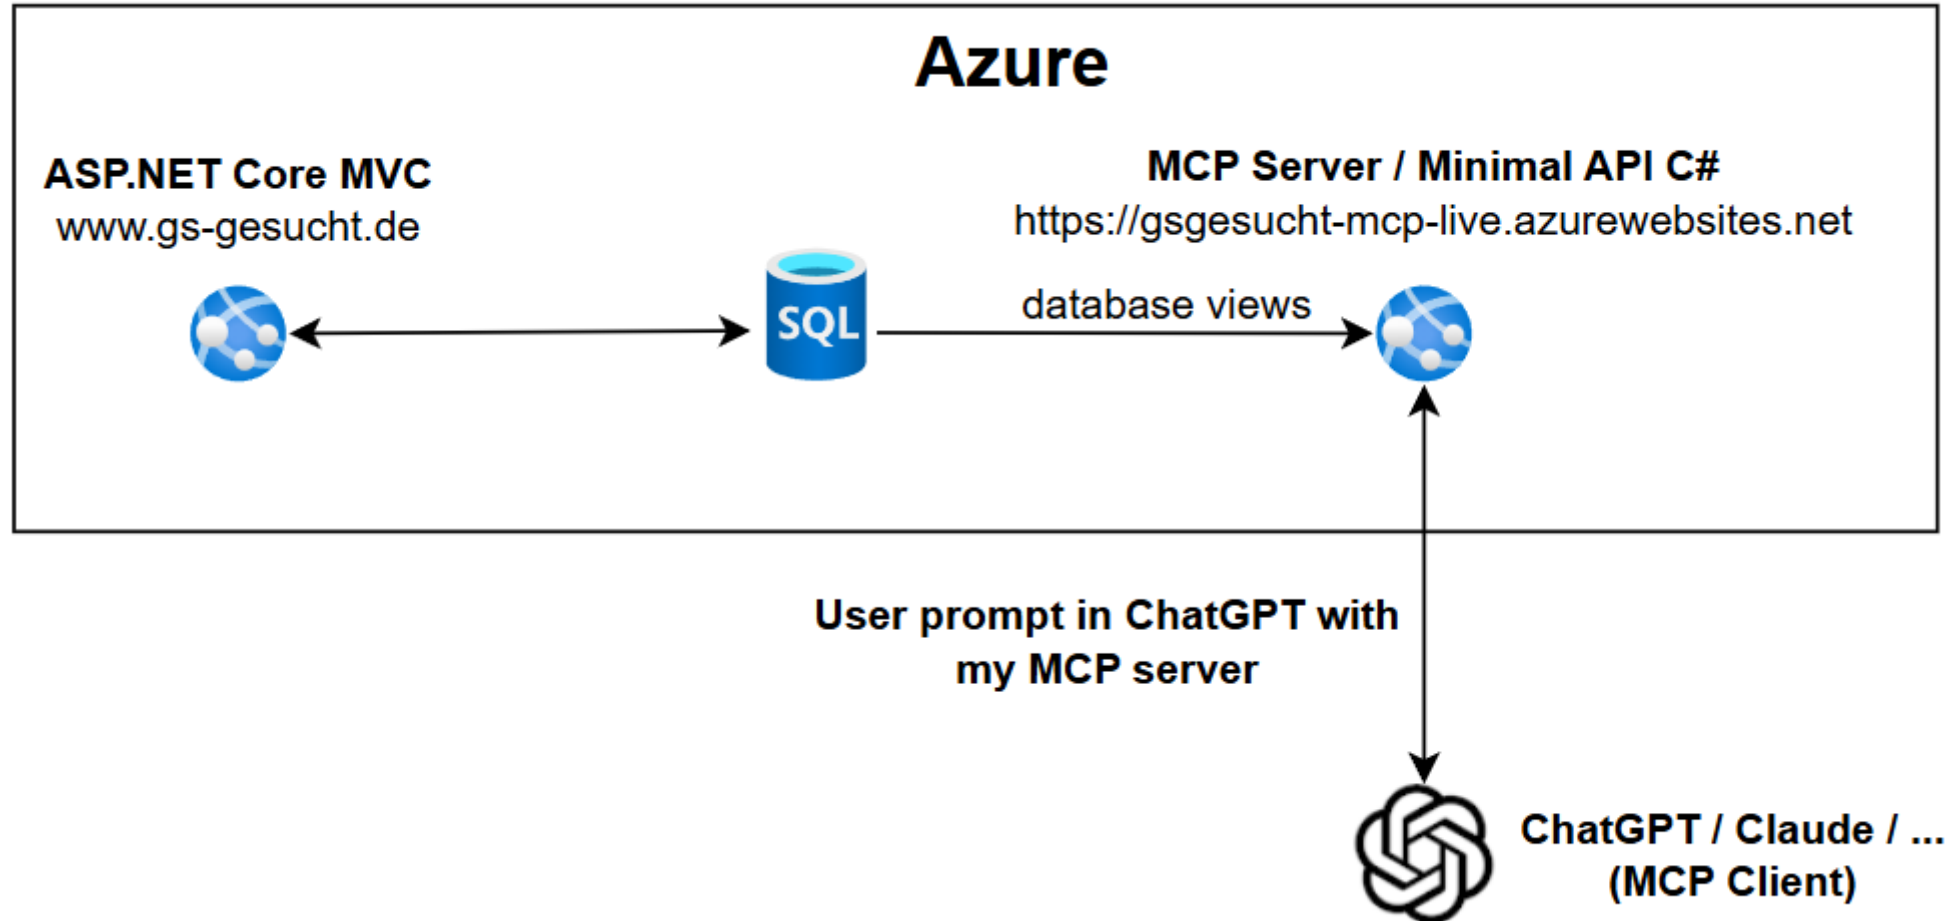 Azure
ASP.NET Core MVC
www.gs-gesucht.de
MCP Server / Minimal API C#
https://gsgesucht-mcp-live.azurewebsites.net
SQL
database views
User prompt in ChatGPT with
my MCP server
ChatGPT / Claude / ...
(MCP Client)